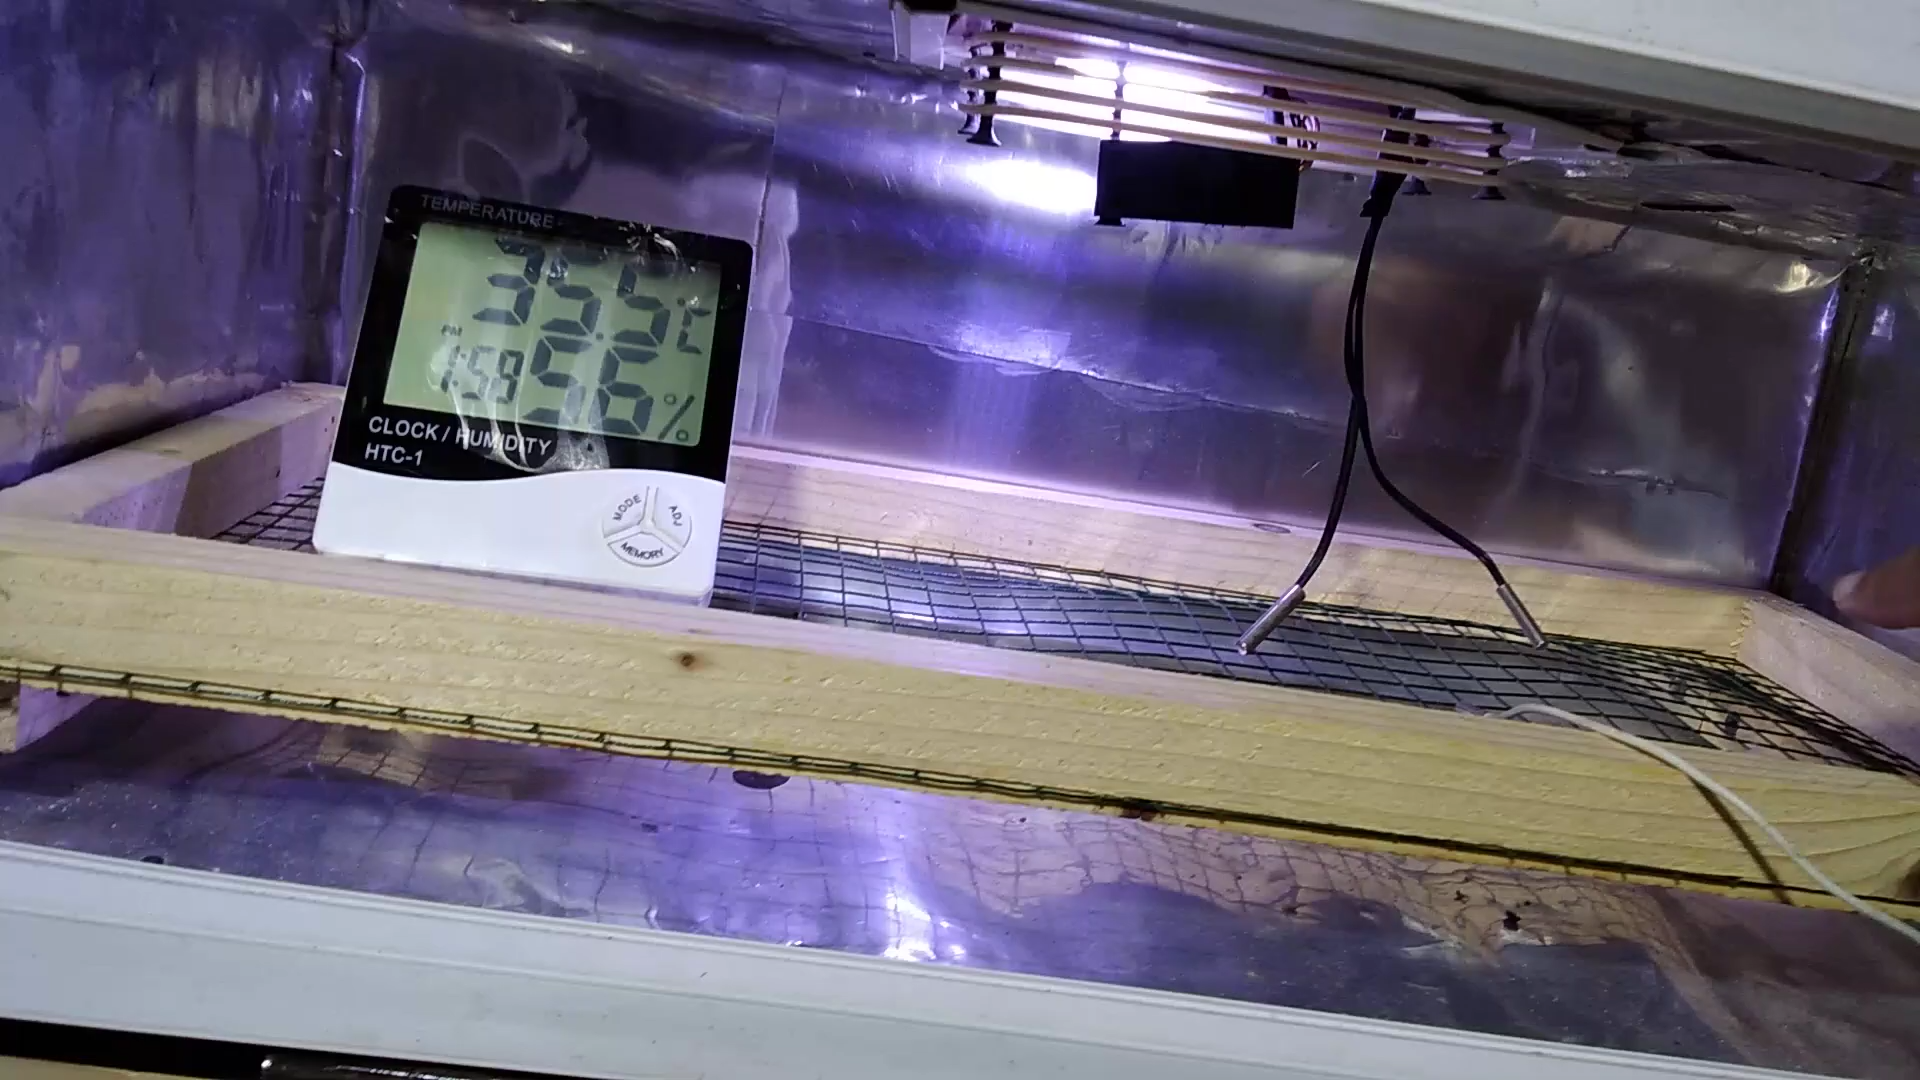 TEMPERATURE
35.5°C
PM
1:58 56%
CLOCK / HUMIDITY
HTC-1
MODE ADJ
MEMORY